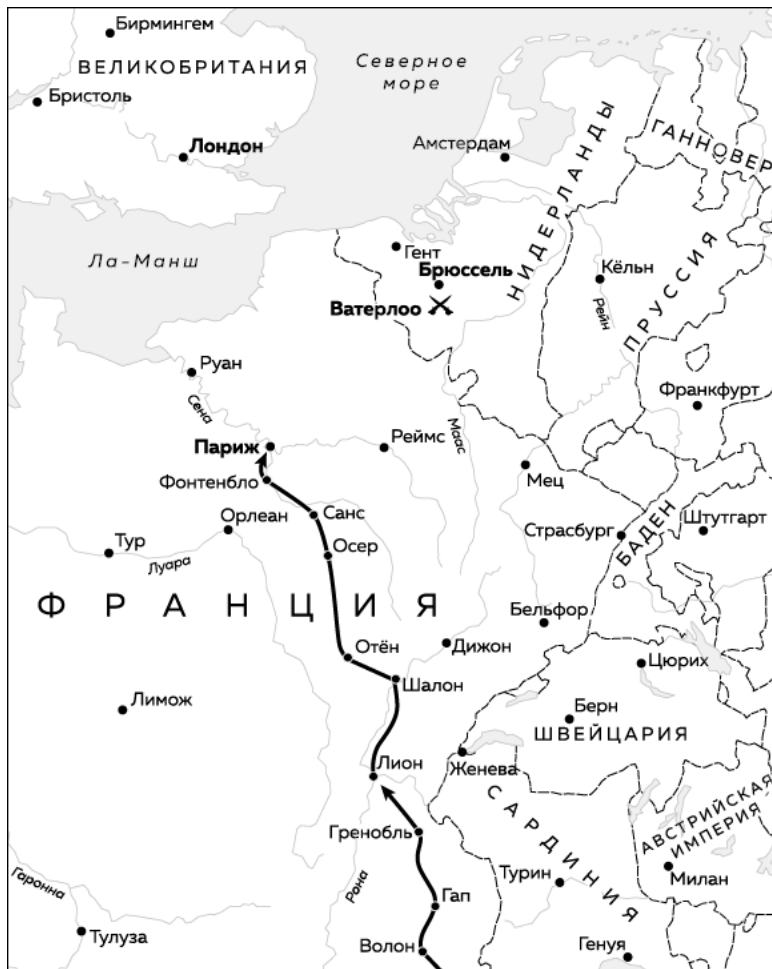 Бирмингем
ВЕЛИКОБРИТАНИЯ
Северное
море
Бристоль
Лондон
Амстердам
НИДЕРЛАНДЫ
ГАННОВЕР
Ла-Манш
Гент
Брюссель
Ватерлоо
Кёльн
Рейн
ПРУССИЯ
Руан
Сена
Франкфурт
Париж
Реймс
Маас
Мец
Фонтенбло
Санс
Орлеан
Осер
Тур
Луара
Страсбург
БАДЕН
Штутгарт
ФРАНЦИЯ
Бельфор
Отён
Дижон
Шалон
Цюрих
Лимож
Берн
ШВЕЙЦАРИЯ
Лион
Женева
САРДИНИЯ
АВСТРИЙСКАЯ
ИМПЕРИЯ
Гренобль
Гаронна
Рона
Гап
Турин
Милан
Тулуза
Волон
Генуя